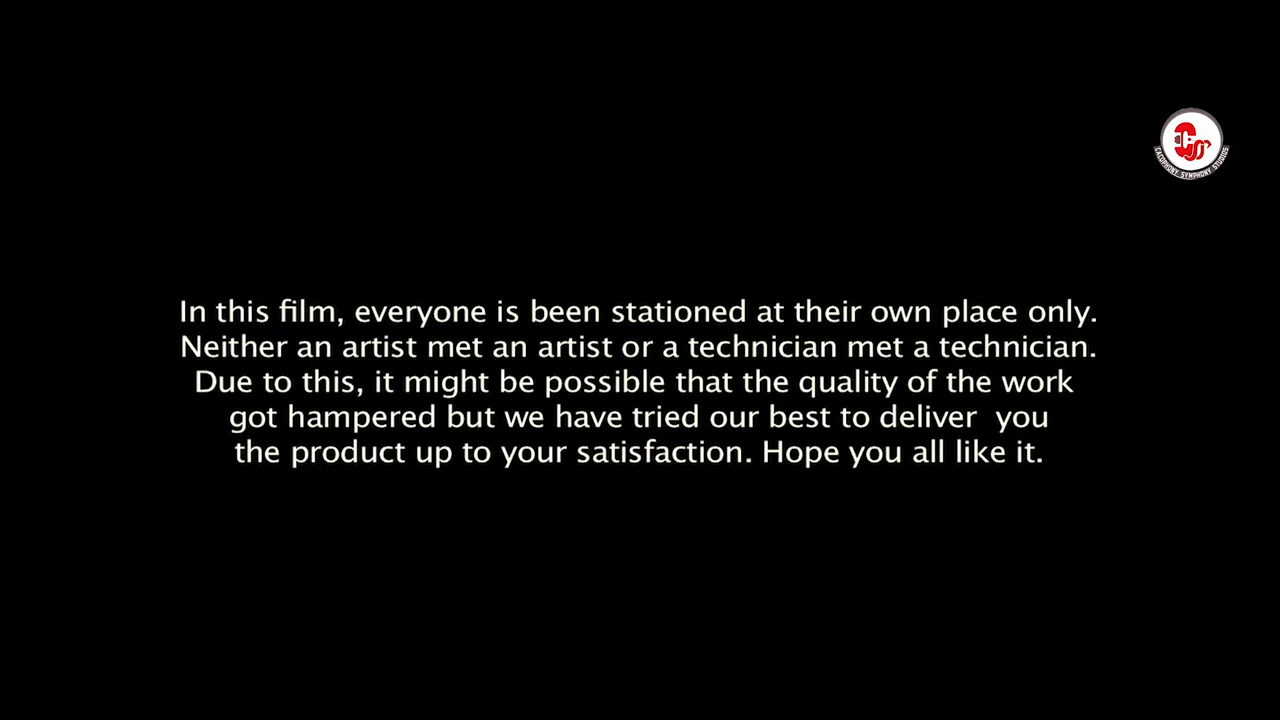 CACOPHONY SYMPHONY STUDIOS
In this film, everyone is been stationed at their own place only.
Neither an artist met an artist or a technician met a technician.
Due to this, it might be possible that the quality of the work
got hampered but we have tried our best to deliver  you
the product up to your satisfaction. Hope you all like it.